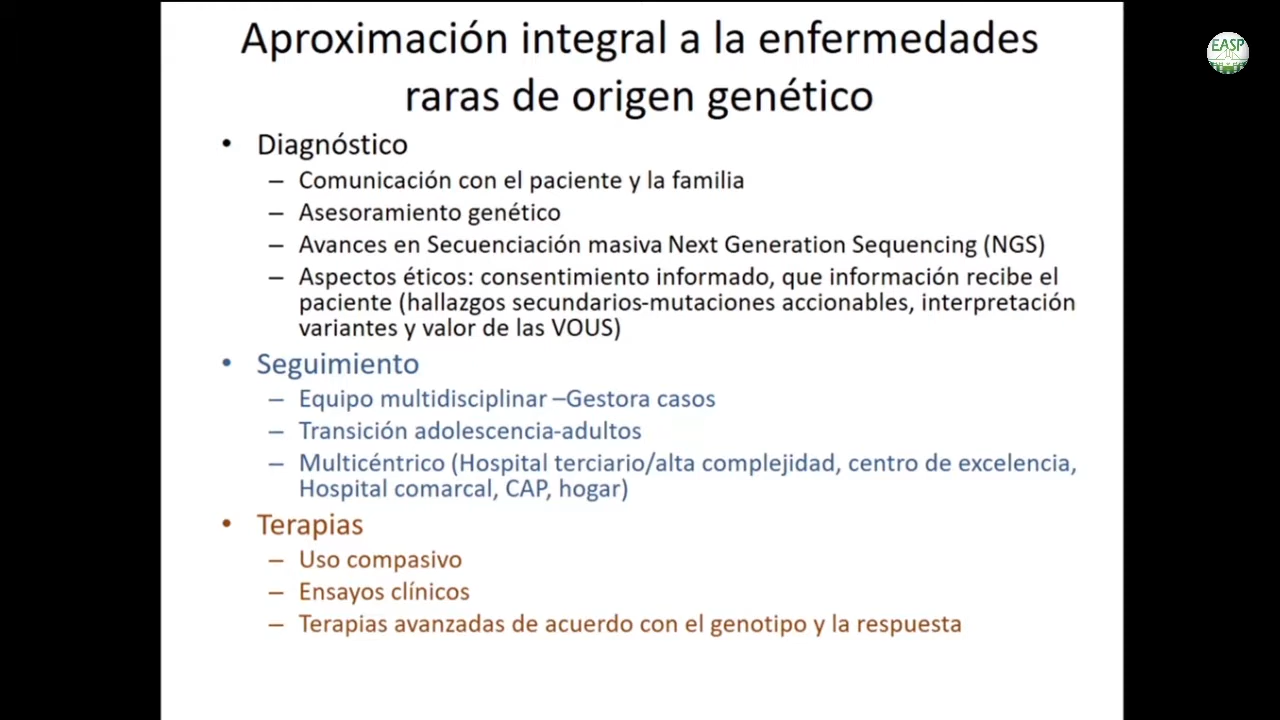 Aproximación integral a la enfermedades
raras de origen genético
• Diagnóstico
– Comunicación con el paciente y la familia
– Asesoramiento genético
– Avances en Secuenciación masiva Next Generation Sequencing (NGS)
– Aspectos éticos: consentimiento informado, que información recibe el
paciente (hallazgos secundarios-mutaciones accionables, interpretación
variantes y valor de las VOUS)
• Seguimiento
– Equipo multidisciplinar –Gestora casos
– Transición adolescencia-adultos
– Multicéntrico (Hospital terciario/alta complejidad, centro de excelencia,
Hospital comarcal, CAP, hogar)
• Terapias
– Uso compasivo
– Ensayos clínicos
– Terapias avanzadas de acuerdo con el genotipo y la respuesta
EASP